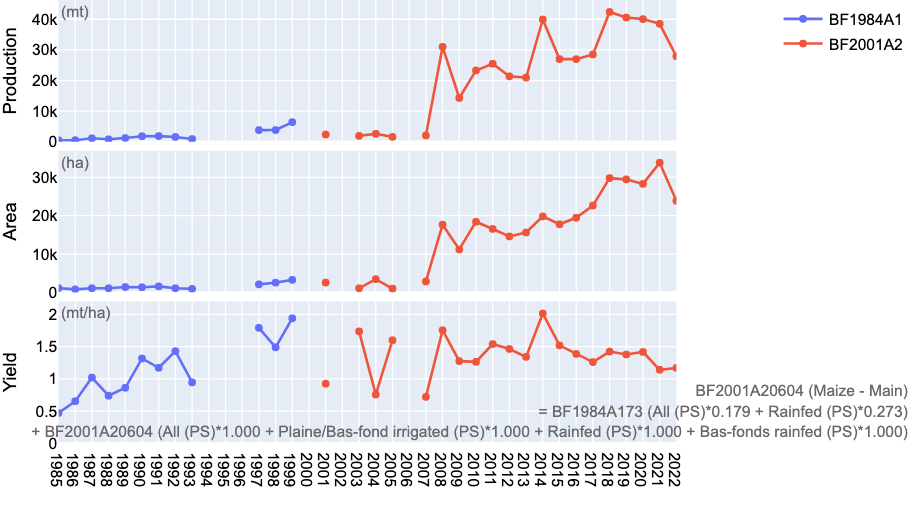 (mt)
Production
40k
30k
20k
10k
0
BF1984A1
BF2001A2
(ha)
Area
30k
20k
10k
0
(mt/ha)
Yield
2
1.5
1
0.5
0
BF2001A20604 (Maize - Main)
= BF1984A173 (All (PS)*0.179 + Rainfed (PS)*0.273)
+ BF2001A20604 (All (PS)*1.000 + Plaine/Bas-fond irrigated (PS)*1.000 + Rainfed (PS)*1.000 + Bas-fonds rainfed (PS)*1.000)
1985
1986
1987
1988
1989
1990
1991
1992
1993
1994
1995
1996
1997
1998
1999
2000
2001
2002
2003
2004
2005
2006
2007
2008
2009
2010
2011
2012
2013
2014
2015
2016
2017
2018
2019
2020
2021
2022